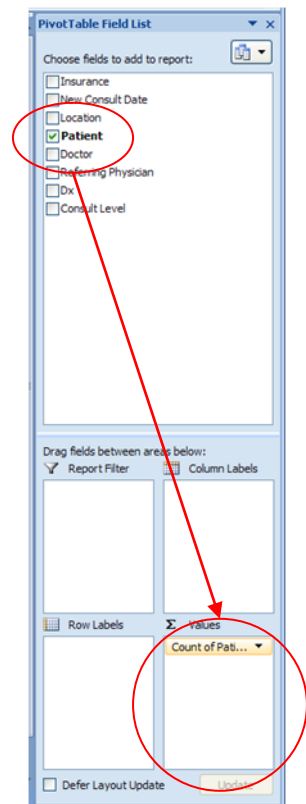 PivotTable Field List
Choose fields to add to report:
Insurance
New Consult Date
Location
Patient
Doctor
Referring Physician
Dx
Consult Level
Drag fields between areas below:
Report Filter
Column Labels
Row Labels
Σ Values
Count of Pati...
Defer Layout Update
Update